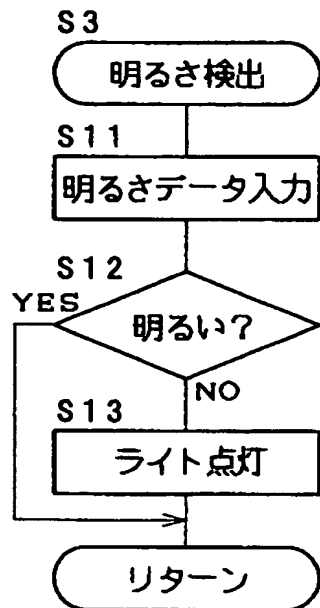 S3
明るさ検出
S11
明るさデータ入力
S12
YES
明るい?
NO
S13
ライト点灯
リターン